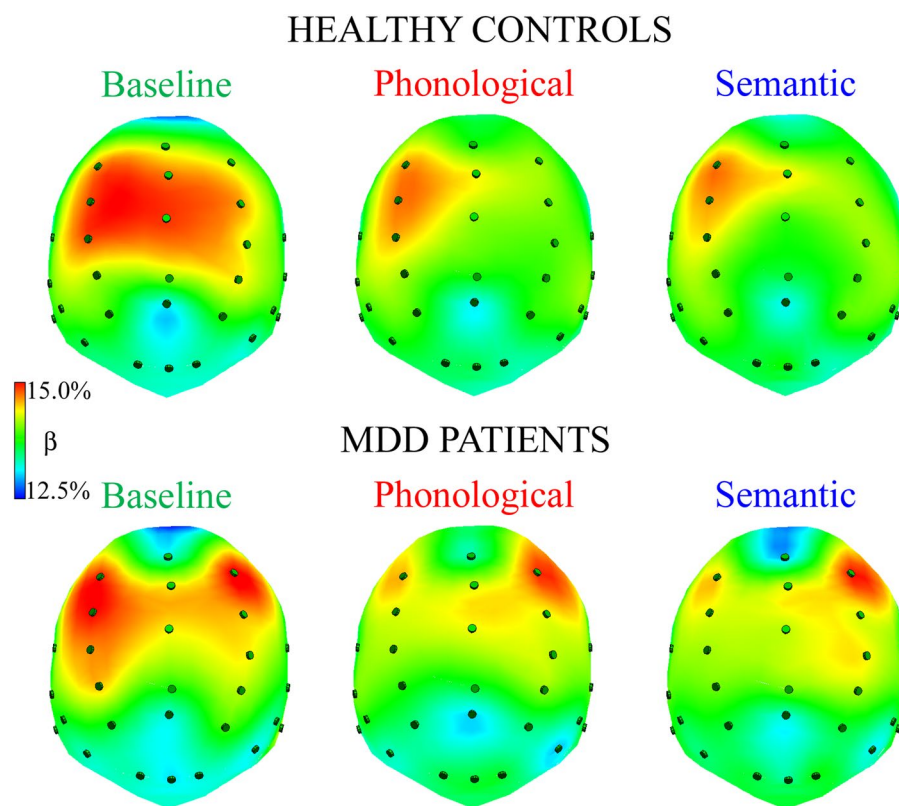 HEALTHY CONTROLS
Baseline Phonological Semantic
15.0%
β
12.5%
MDD PATIENTS
Baseline Phonological Semantic